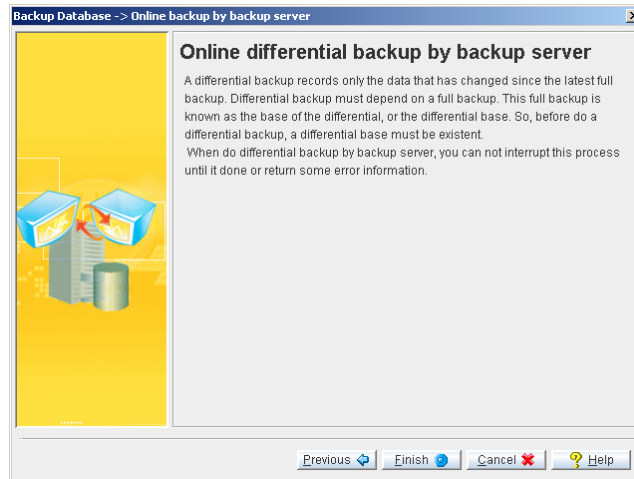 Backup Database -> Online backup by backup server
Online differential backup by backup server
A differential backup records only the data that has changed since the latest full
backup. Differential backup must depend on a full backup. This full backup is
known as the base of the differential, or the differential base. So, before do a
differential backup, a differential base must be existent.
When do differential backup by backup server, you can not interrupt this process
until it done or return some error information.
Previous
Finish
Cancel
Help